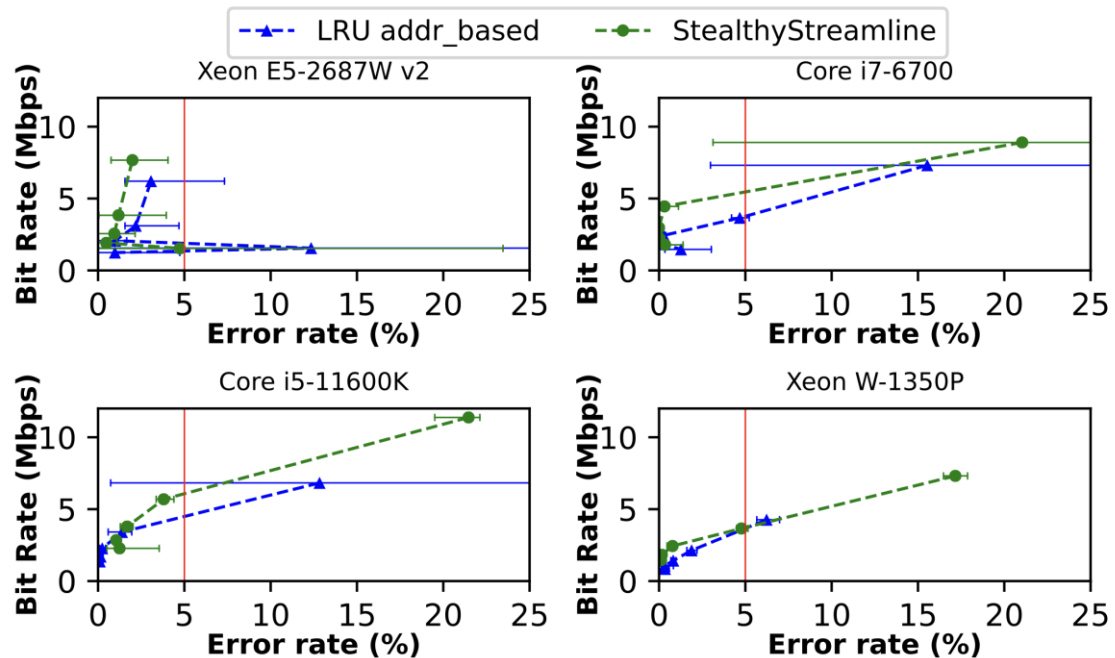 LRU addr_based StealthyStreamline
Xeon E5-2687W v2
Bit Rate (Mbps)
10
5
0
0 5 10 15 20 25
Error rate (%)
Core i7-6700
Bit Rate (Mbps)
10
5
0
0 5 10 15 20 25
Error rate (%)
Core i5-11600K
Bit Rate (Mbps)
10
5
0
0 5 10 15 20 25
Error rate (%)
Xeon W-1350P
Bit Rate (Mbps)
10
5
0
0 5 10 15 20 25
Error rate (%)